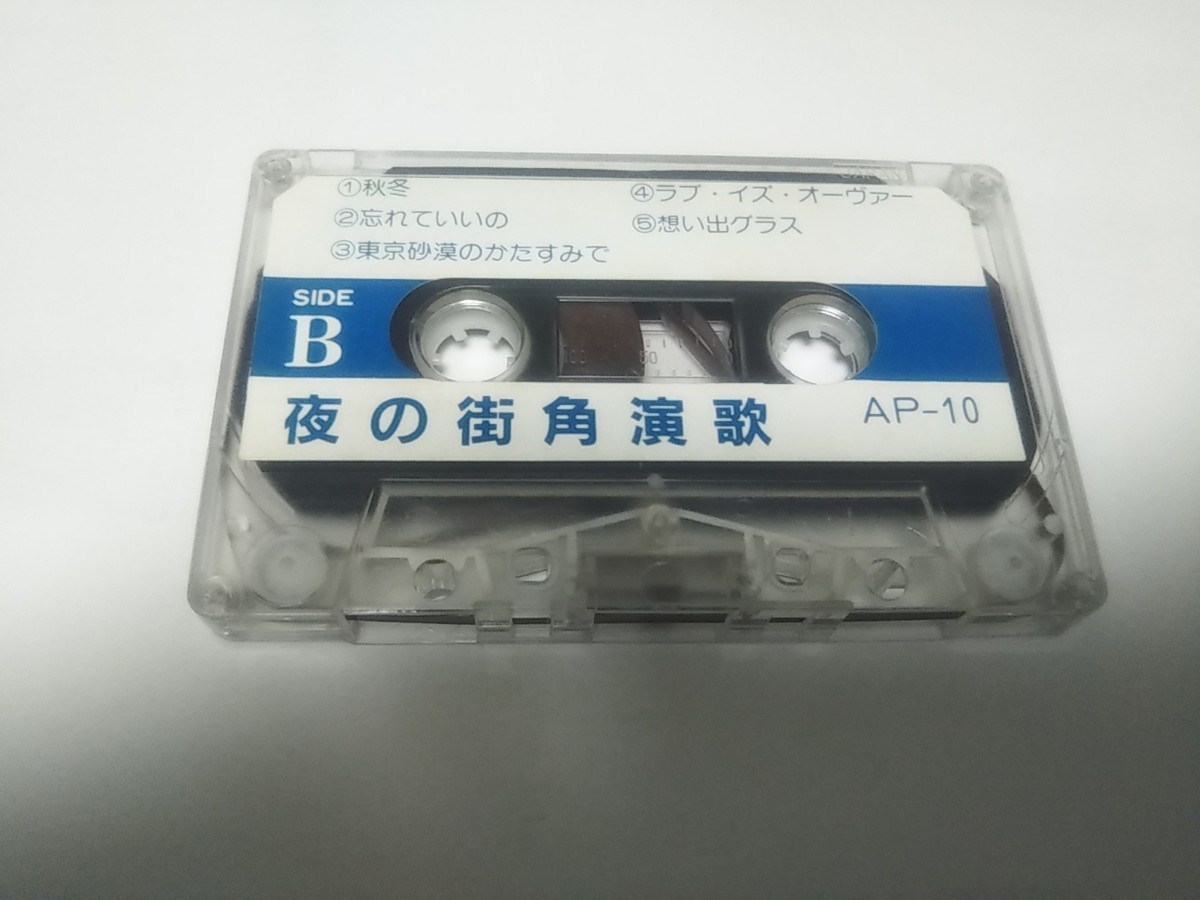 ①秋冬
②忘れていいの
③東京砂漠のかたすみで
④ラブ・イズ・オーヴァー
⑤想い出グラス
SIDE
B
50
夜の街角演歌
AP-10